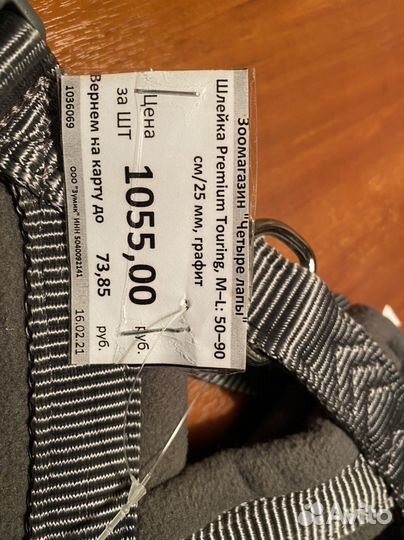 Зоомагазин "Четыре лапы"
Шлейка Premium Touring, M–L: 50–90
см/25 мм, графит
Цена
за ШТ
1055,00
руб.
Вернем на карту до 73,85 руб.
1036069
ООО "Зумик" ИНН 5040092141
16.02.21
Avito